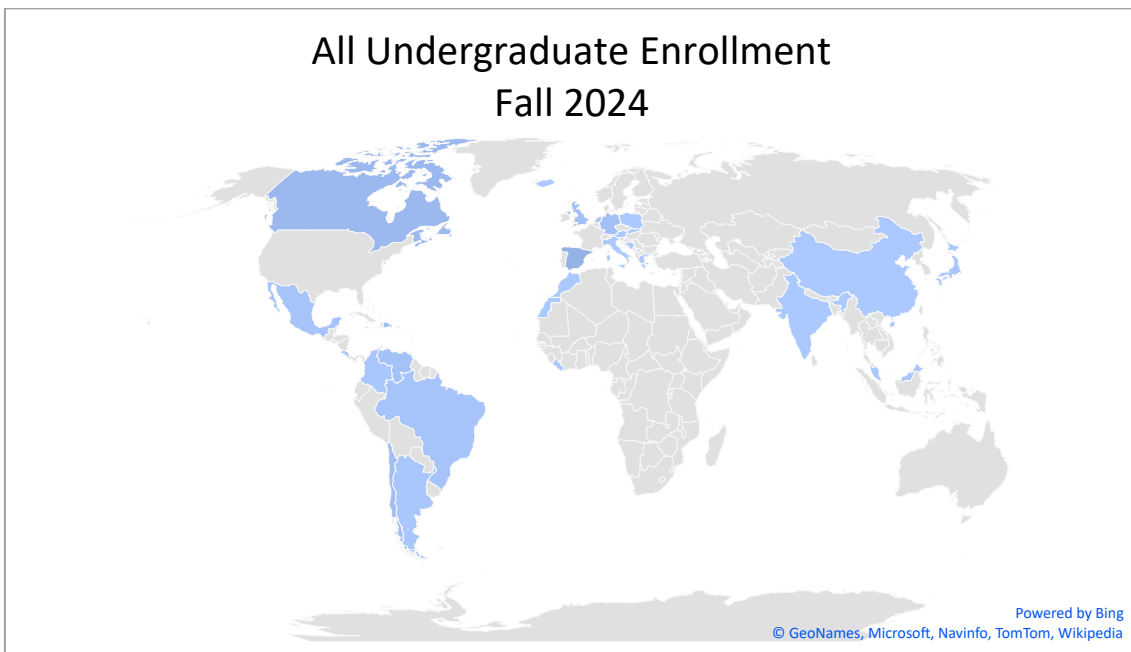 All Undergraduate Enrollment
Fall 2024
Powered by Bing
© GeoNames, Microsoft, Navinfo, TomTom, Wikipedia